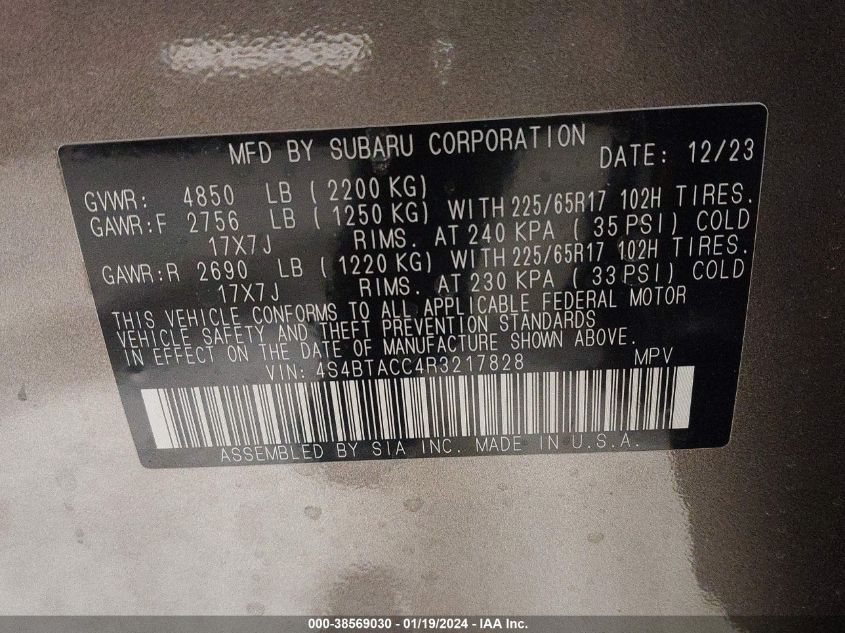 MFD BY SUBARU CORPORATION DATE: 12/23
GVWR: 4850 LB (2200 KG)
GAWR:F 2756 LB (1250 KG) WITH 225/65R17 102H TIRES.
17X7J RIMS. AT 240 KPA ( 35 PSI) COLD
GAWR:R 2690 LB (1220 KG) WITH 225/65R17 102H TIRES.
17X7J RIMS. AT 230 KPA ( 33 PSI) COLD
THIS VEHICLE CONFORMS TO ALL APPLICABLE FEDERAL MOTOR
VEHICLE SAFETY AND THEFT PREVENTION STANDARDS
IN EFFECT ON THE DATE OF MANUFACTURE SHOWN ABOVE.
VIN: 4S4BTACC4R3217828 MPV
ASSEMBLED BY SIA INC. MADE IN U.S.A.
000-38569030 - 01/19/2024 - IAA Inc.